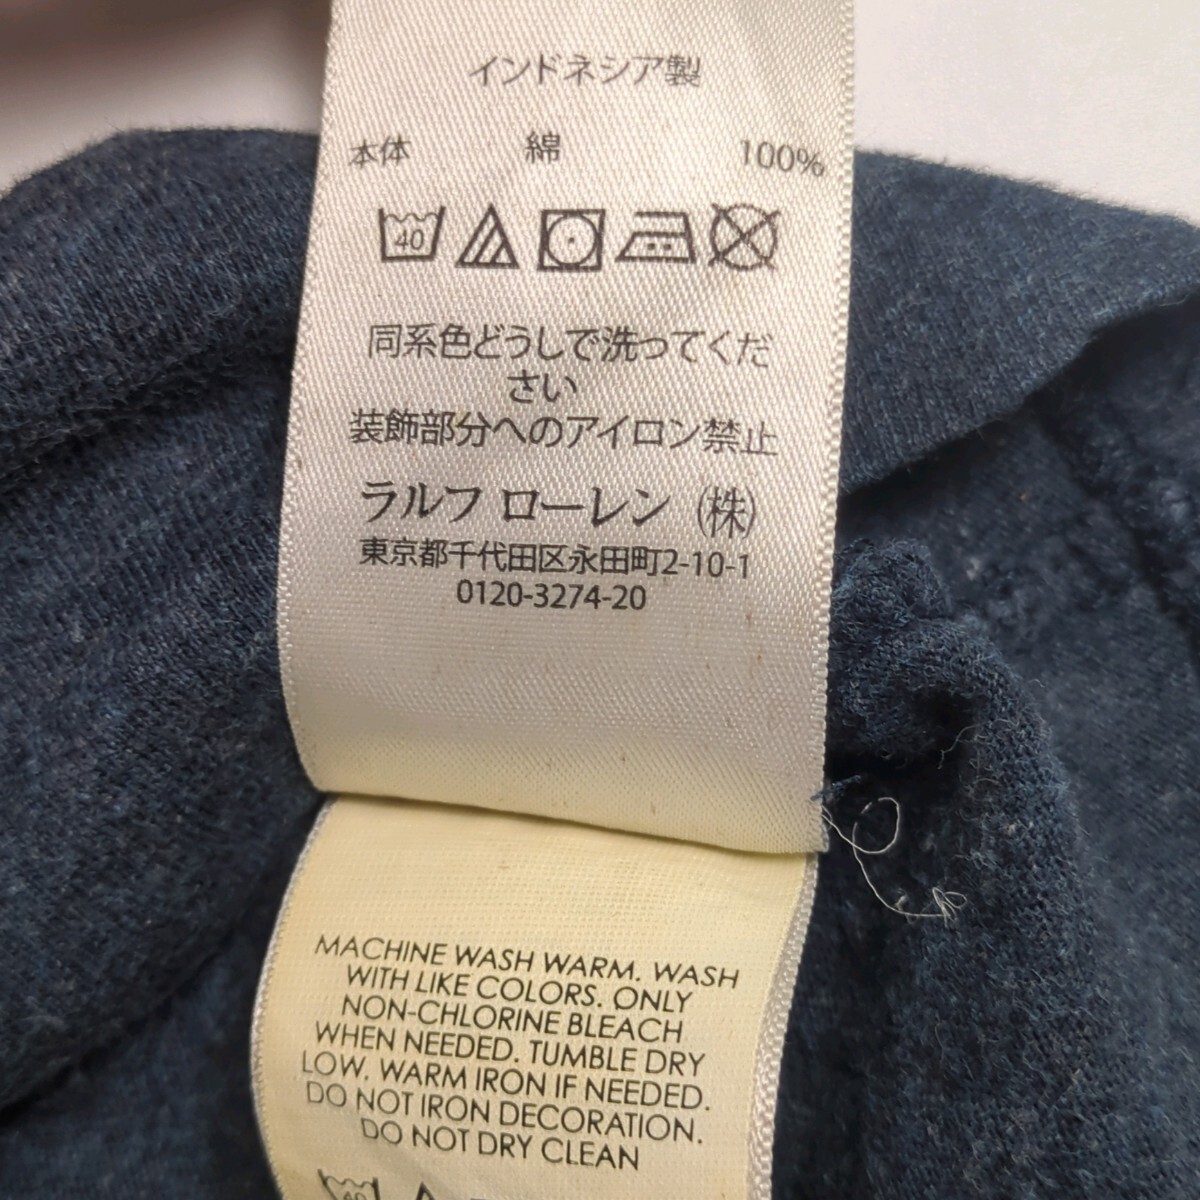 インドネシア製
本体 綿 100%
40
同系色どうしで洗ってくだ
さい
装飾部分へのアイロン禁止
ラルフ ローレン (株)
東京都千代田区永田町2-10-1
0120-3274-20
MACHINE WASH WARM. WASH
WITH LIKE COLORS. ONLY
NON-CHLORINE BLEACH
WHEN NEEDED. TUMBLE DRY
LOW. WARM IRON IF NEEDED.
DO NOT IRON DECORATION.
DO NOT DRY CLEAN
40